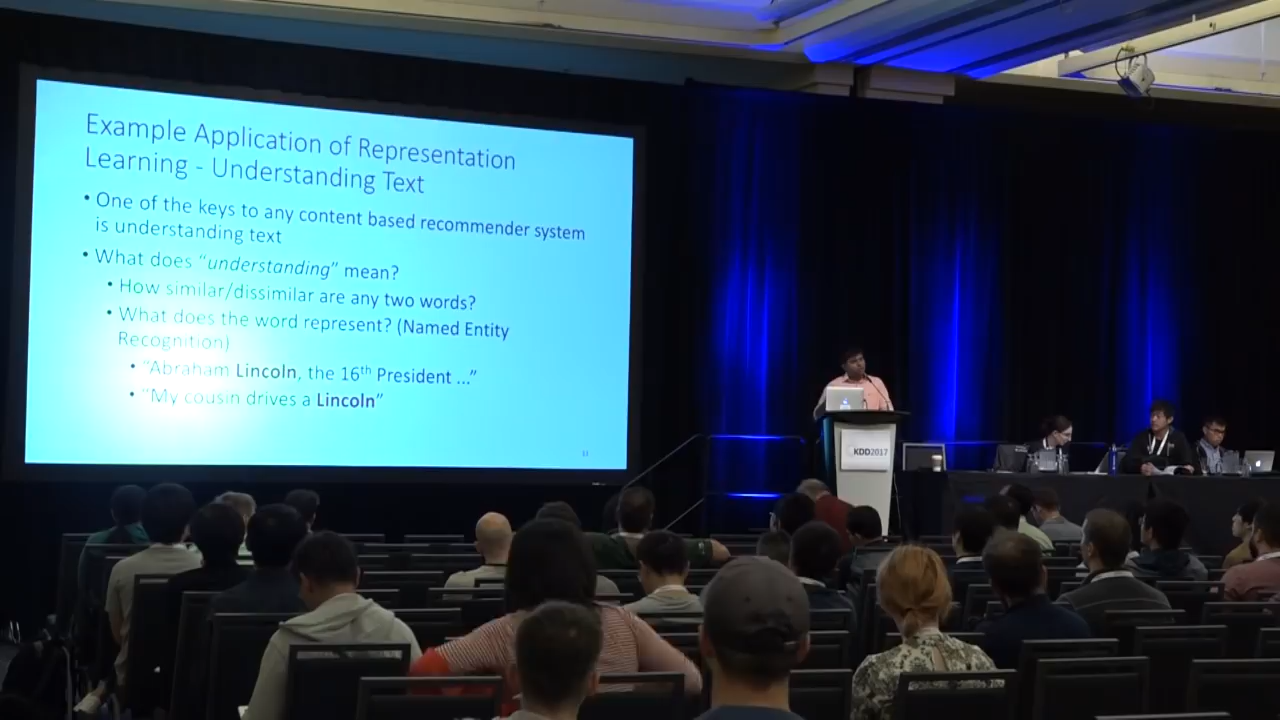 Example Application of Representation
Learning - Understanding Text
• One of the keys to any content based recommender system
is understanding text
• What does “understanding” mean?
• How similar/dissimilar are any two words?
• What does the word represent? (Named Entity
Recognition)
• “Abraham Lincoln, the 16th President ...”
• “My cousin drives a Lincoln”
KDD2017